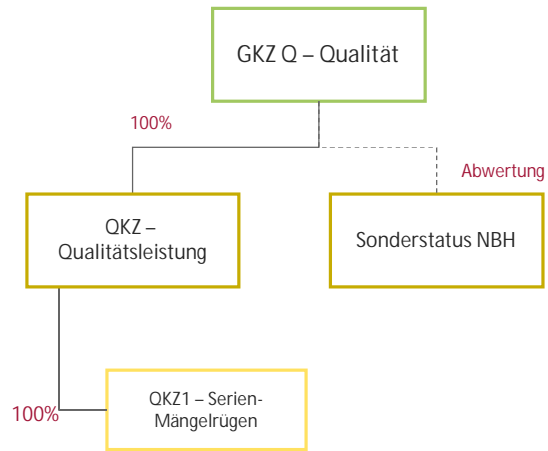 GKZ Q – Qualität
100%
Abwertung
QKZ –
Qualitätsleistung
Sonderstatus NBH
QKZ1 – Serien-
Mängelrügen
100%